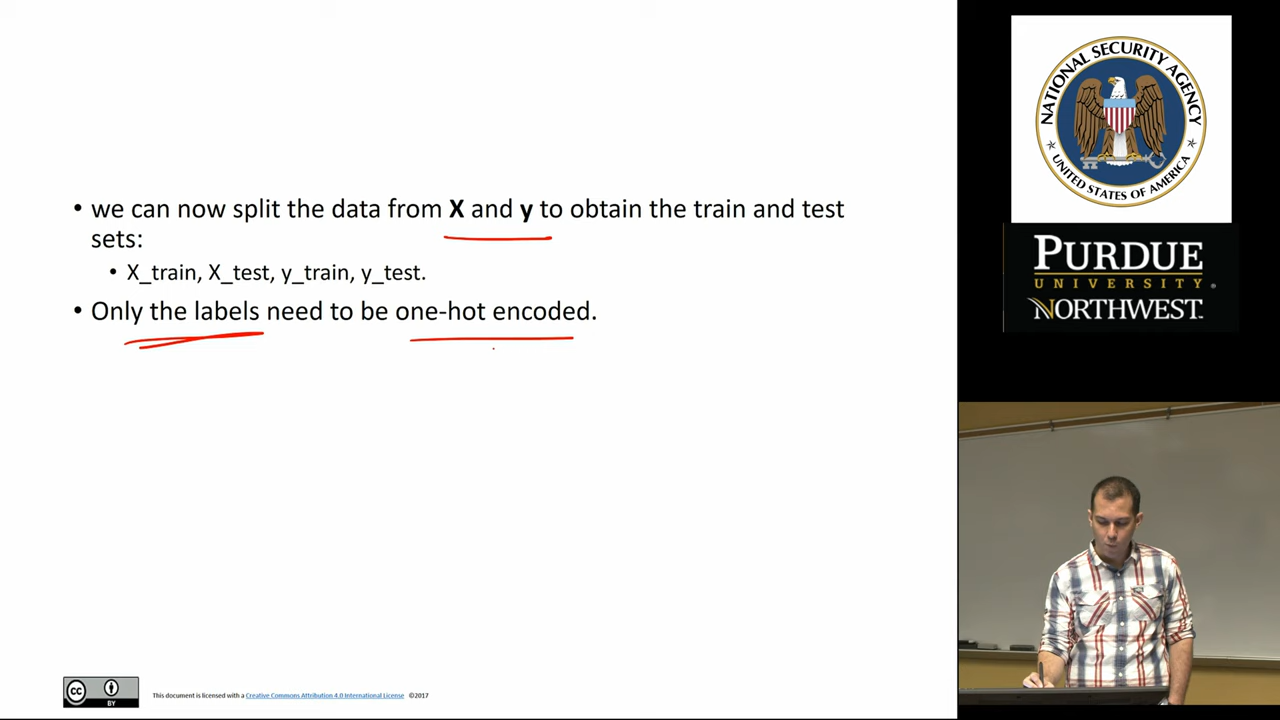 • we can now split the data from X and y to obtain the train and test
sets:
• X_train, X_test, y_train, y_test.
• Only the labels need to be one-hot encoded.
NATIONAL SECURITY AGENCY
UNITED STATES OF AMERICA
PURDUE
UNIVERSITY
NORTHWEST
cc
BY
This document is licensed with a Creative Commons Attribution 4.0 International License ©2017